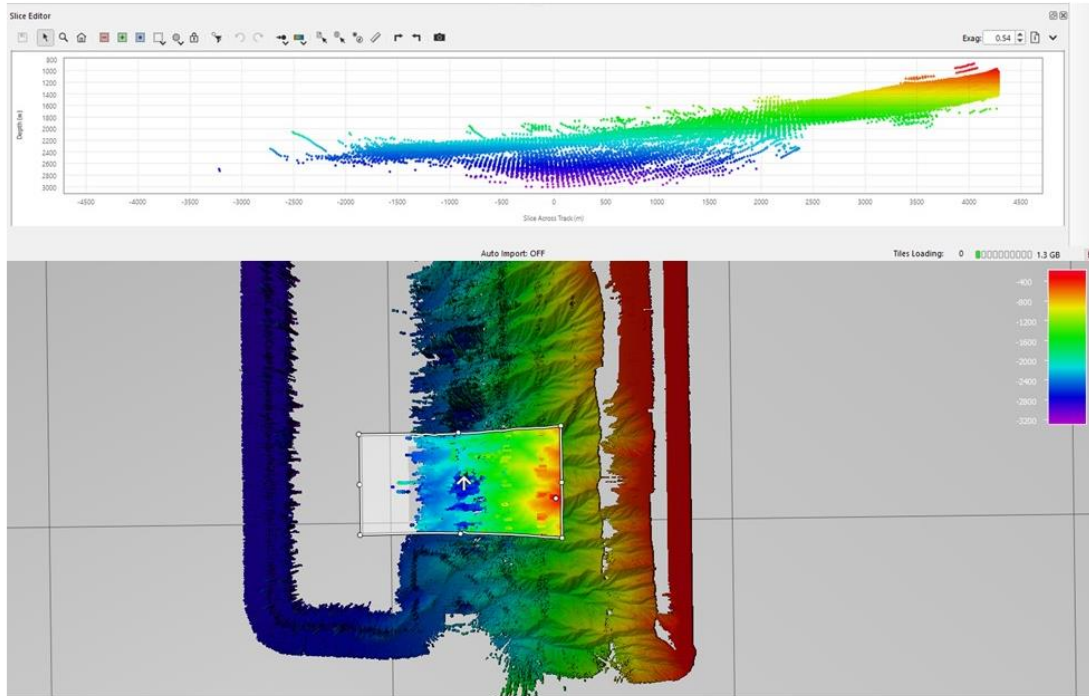 Slice Editor
Exag: 0.54
800
1000
1200
1400
1600
1800
2000
2200
2400
2600
2800
3000
Depth (m)
-4500 -4000 -3500 -3000 -2500 -2000 -1500 -1000 -500 0 500 1000 1500 2000 2500 3000 3500 4000 4500
Slice Across Track (m)
Auto Import: OFF
Tiles Loading: 0 1.3 GB
-400
-800
-1200
-1600
-2000
-2400
-2800
-3200